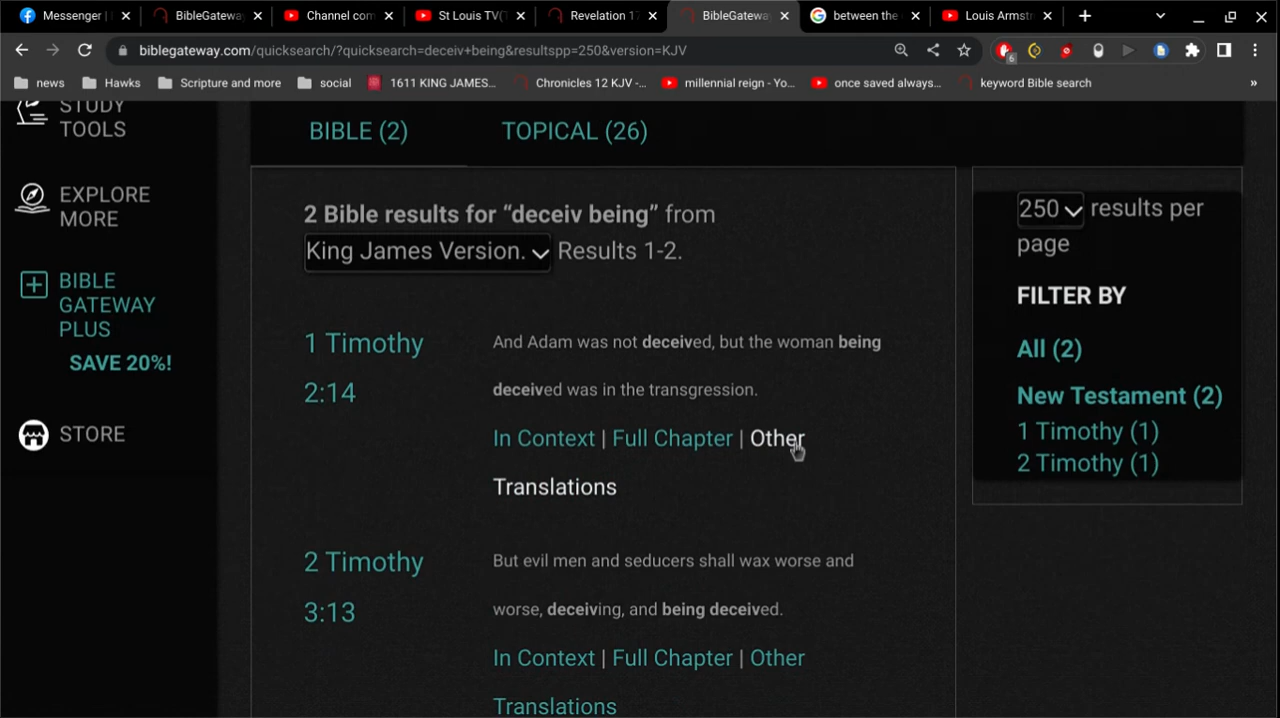 Messenger |
BibleGatewa
Channel con
St Louis TV(
Revelation 1
BibleGatewa
between the
Louis Armst
biblegateway.com/quicksearch/?quicksearch=deceiv+being&resultspp=250&version=KJV
6
news
Hawks
Scripture and more
social
1611 KING JAMES...
Chronicles 12 KJV -...
millennial reign - Yo...
once saved always...
keyword Bible search
»
STUDY
TOOLS
EXPLORE
MORE
BIBLE
GATEWAY
PLUS
SAVE 20%!
STORE
BIBLE (2)
TOPICAL (26)
2 Bible results for “deceiv being” from
King James Version. Results 1-2.
1 Timothy
2:14
And Adam was not deceived, but the woman being
deceived was in the transgression.
In Context | Full Chapter | Other
Translations
2 Timothy
3:13
But evil men and seducers shall wax worse and
worse, deceiving, and being deceived.
In Context | Full Chapter | Other
Translations
250 results per
page
FILTER BY
All (2)
New Testament (2)
1 Timothy (1)
2 Timothy (1)